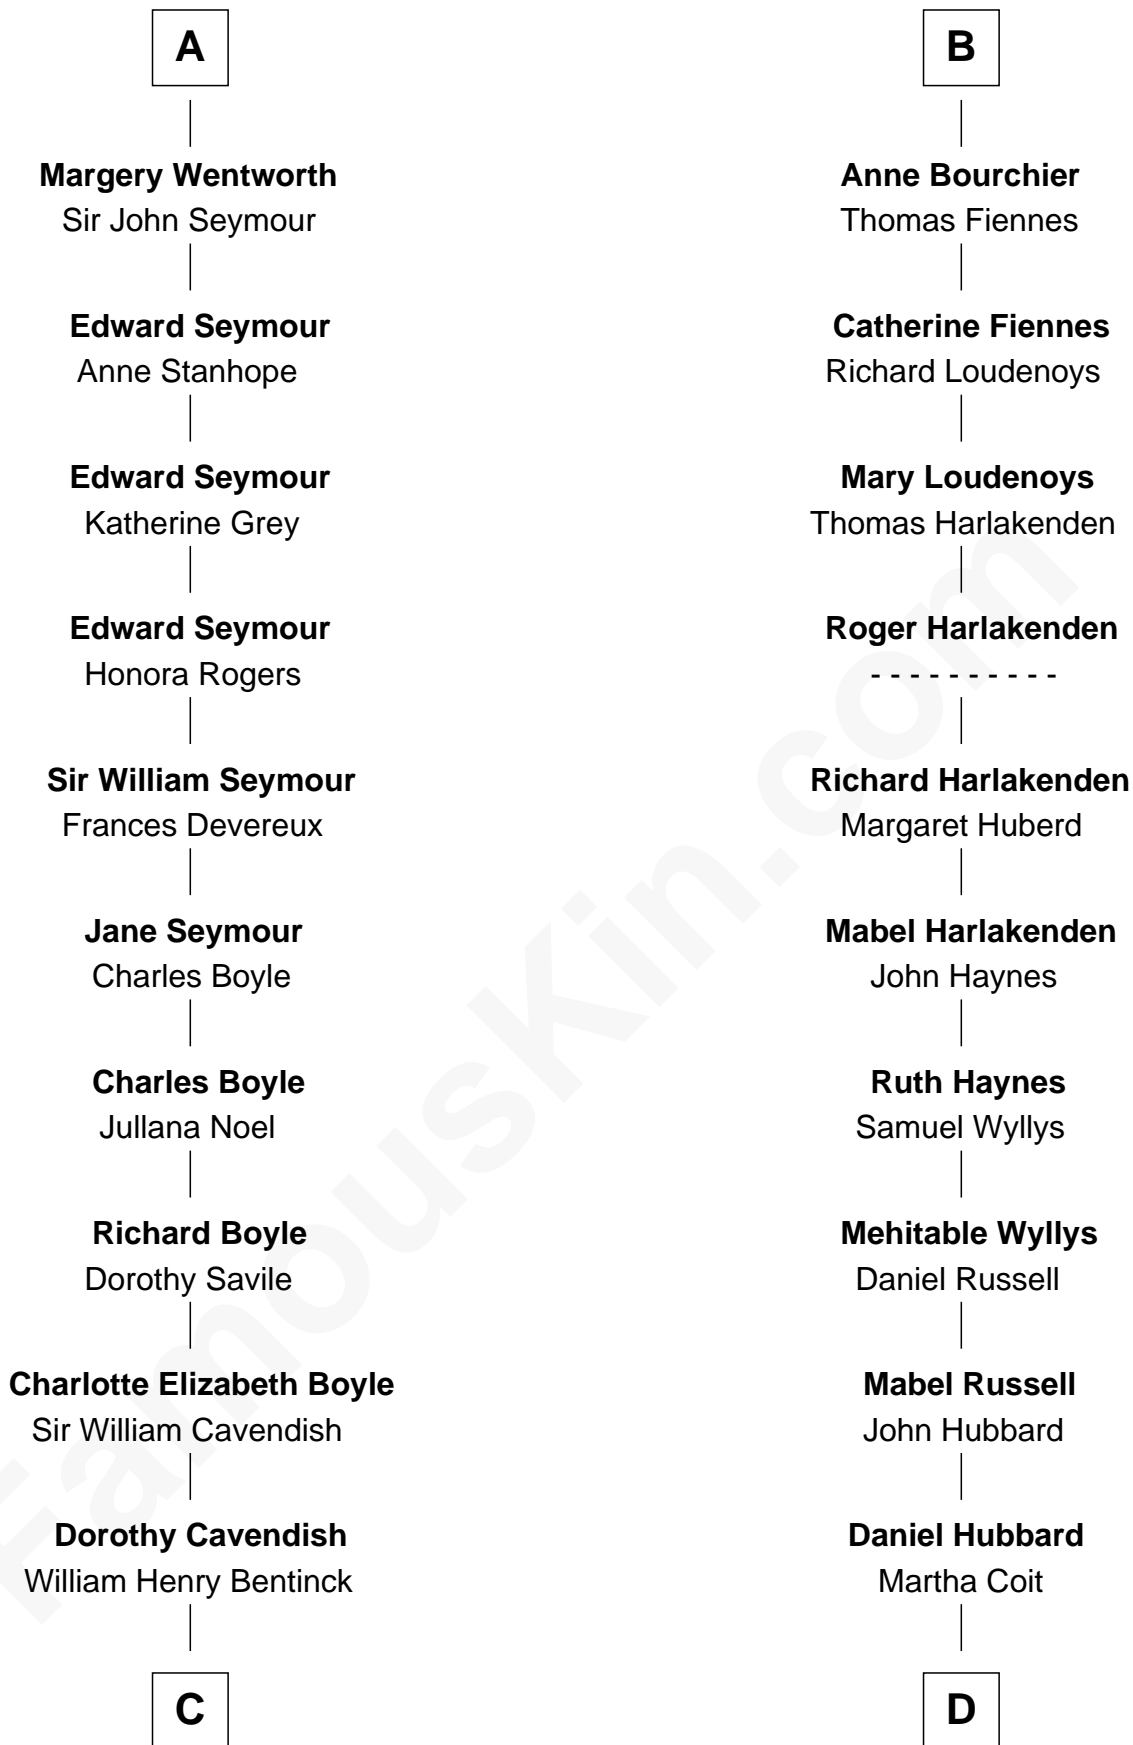 A
Margery Wentworth
Sir John Seymour
Edward Seymour
Anne Stanhope
Edward Seymour
Katherine Grey
Edward Seymour
Honora Rogers
Sir William Seymour
Frances Devereux
Jane Seymour
Charles Boyle
Charles Boyle
Jullana Noel
Richard Boyle
Dorothy Savile
Charlotte Elizabeth Boyle
Sir William Cavendish
Dorothy Cavendish
William Henry Bentinck
C
B
Anne Bourchier
Thomas Fiennes
Catherine Fiennes
Richard Loudenoys
Mary Loudenoys
Thomas Harlakenden
Roger Harlakenden
- - - - - - - - - -
Richard Harlakenden
Margaret Huberd
Mabel Harlakenden
John Haynes
Ruth Haynes
Samuel Wyllys
Mehitable Wyllys
Daniel Russell
Mabel Russell
John Hubbard
Daniel Hubbard
Martha Coit
D
FamousKin.com